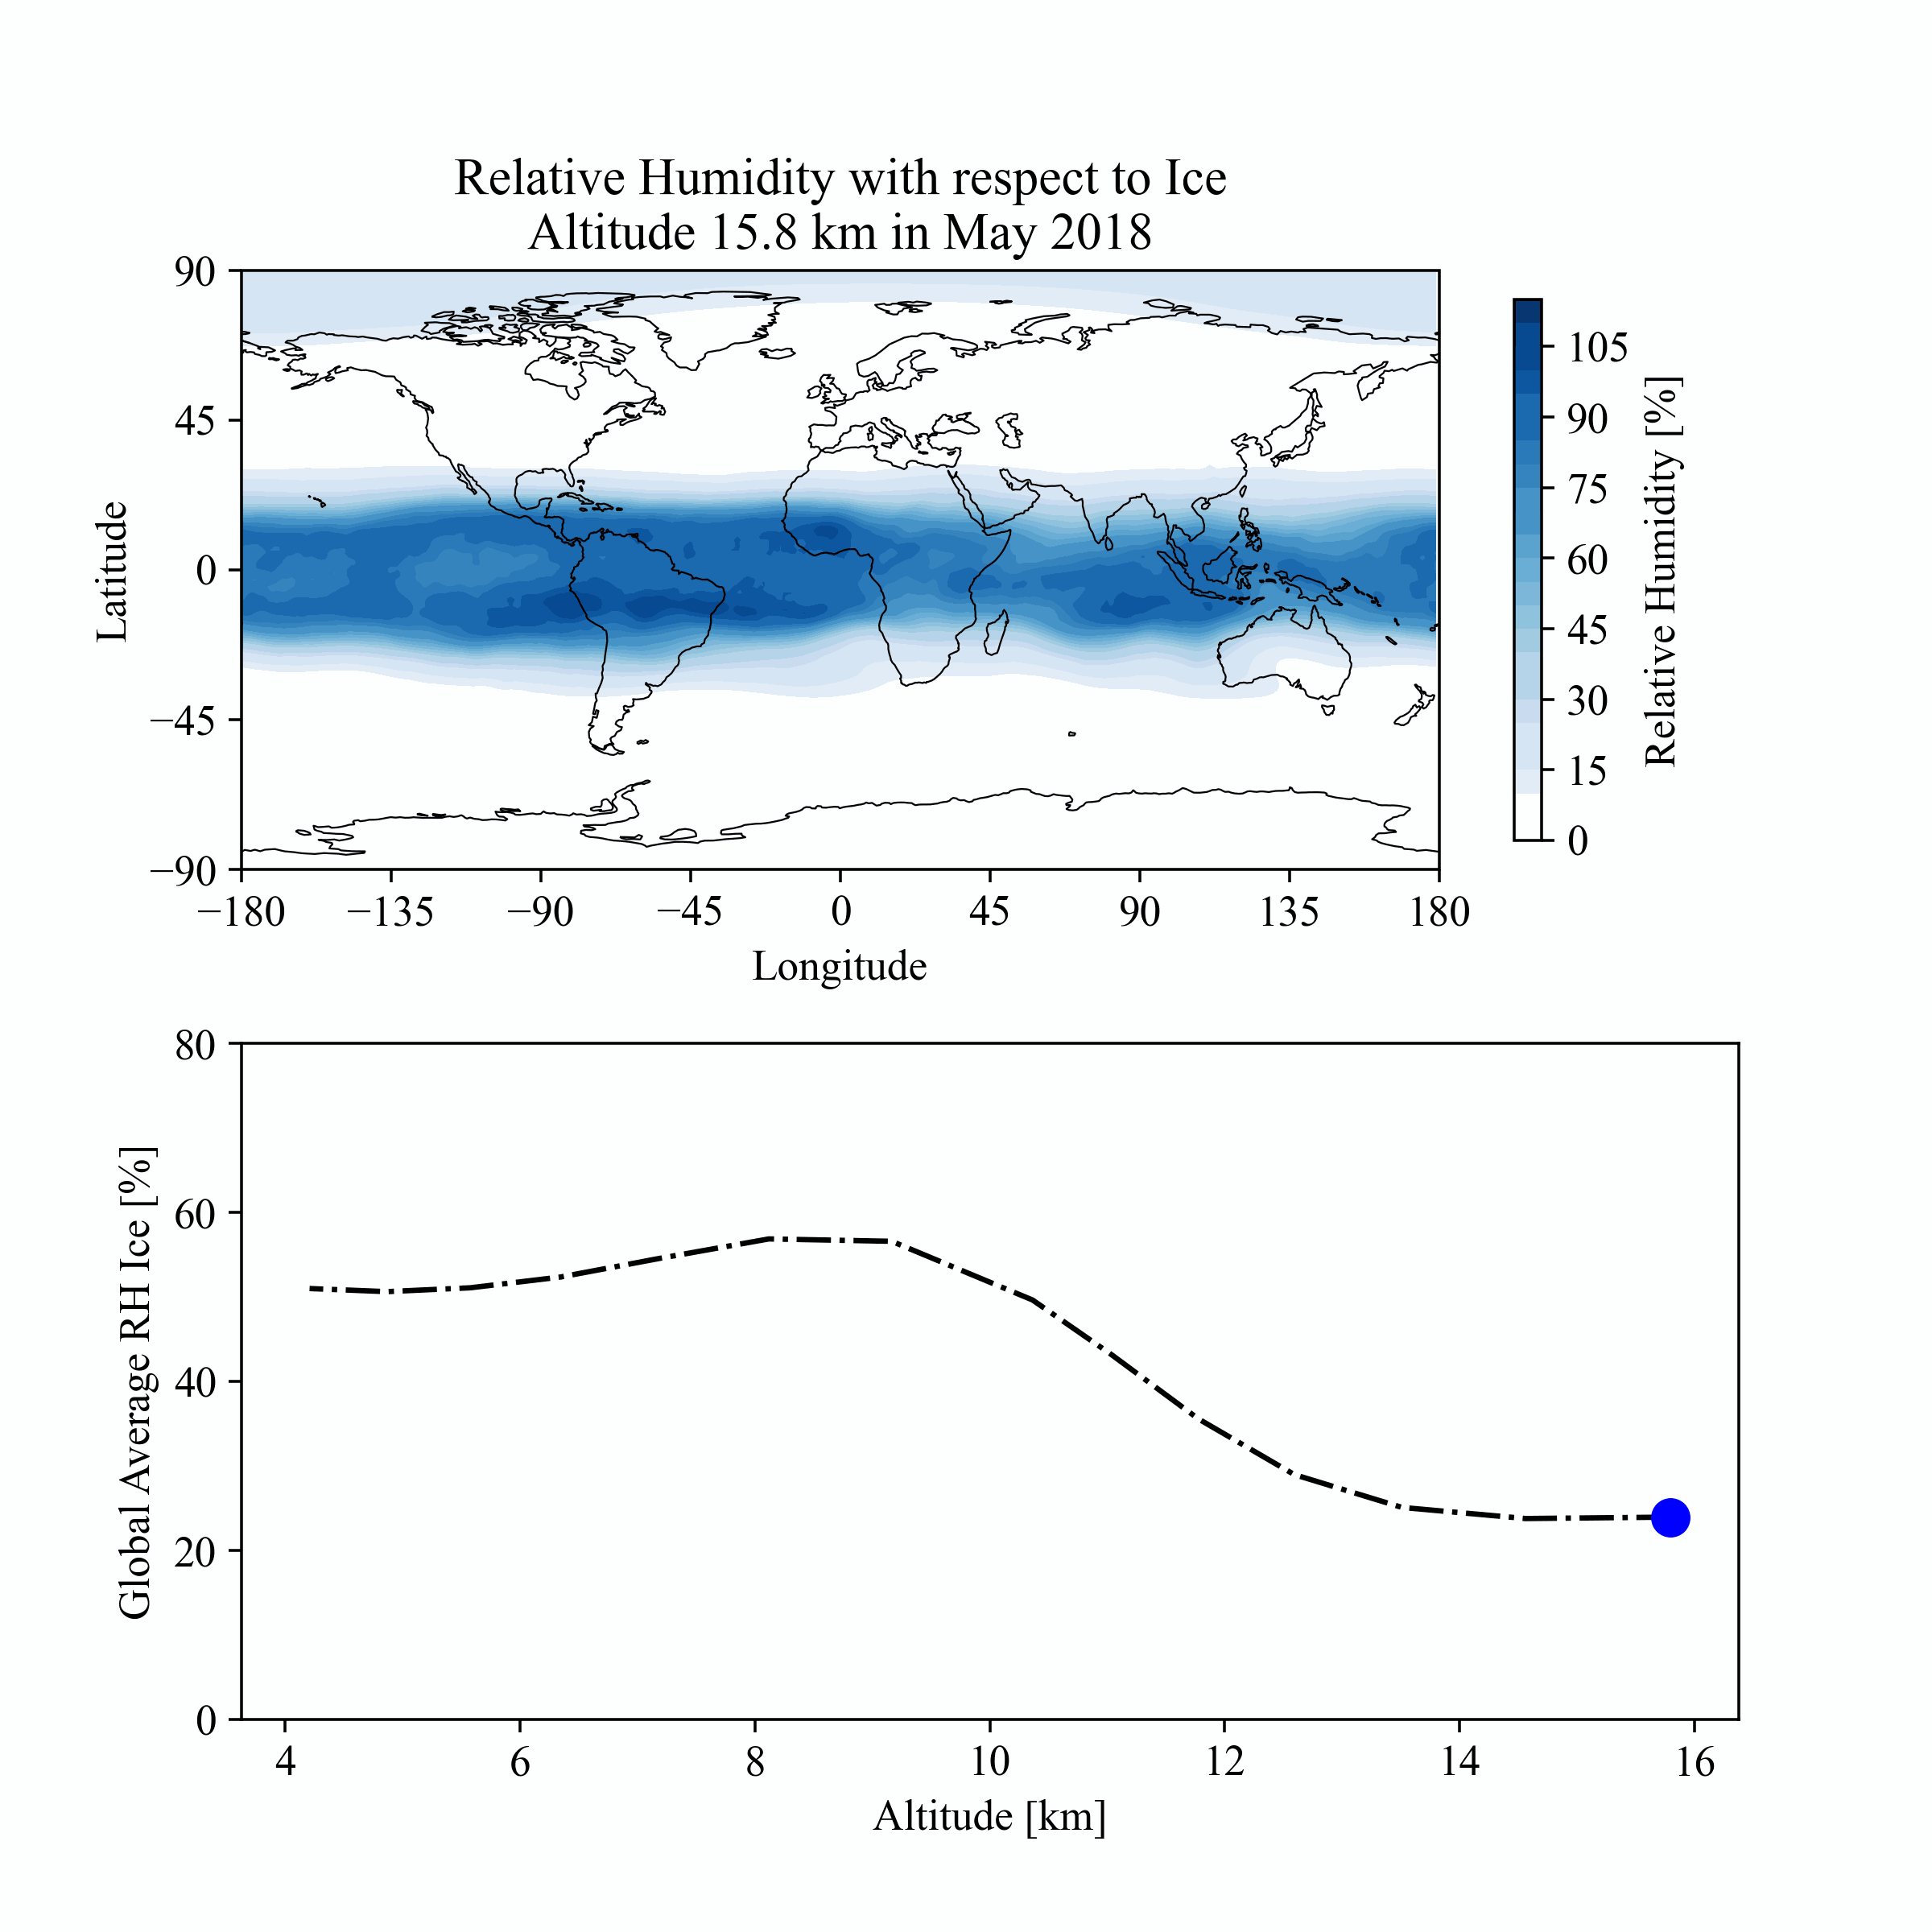 Relative Humidity with respect to Ice
Altitude 15.8 km in May 2018
90
45
0
−45
−90
Latitude
−180 −135 −90 −45 0 45 90 135 180
Longitude
105
90
75
60
45
30
15
0
Relative Humidity [%]
80
60
40
20
0
Global Average RH Ice [%]
4 6 8 10 12 14 16
Altitude [km]